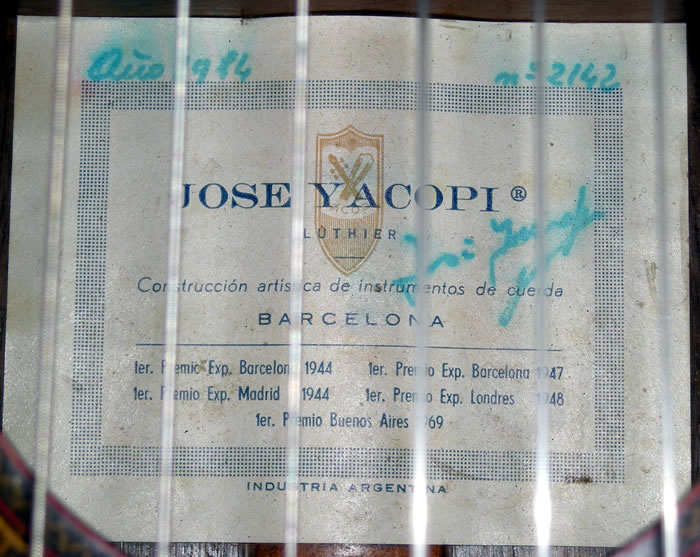 Año 1984 nº 2142
JOSE YACOPI ®
LUTHIER
José Yacopi
Construcción artística de instrumentos de cuerda
BARCELONA
1er. Premio Exp. Barcelona 1944 1er. Premio Exp. Barcelona 1947
1er. Premio Exp. Madrid 1944 1er. Premio Exp. Londres 1948
1er. Premio Buenos Aires 1969
INDUSTRIA ARGENTINA